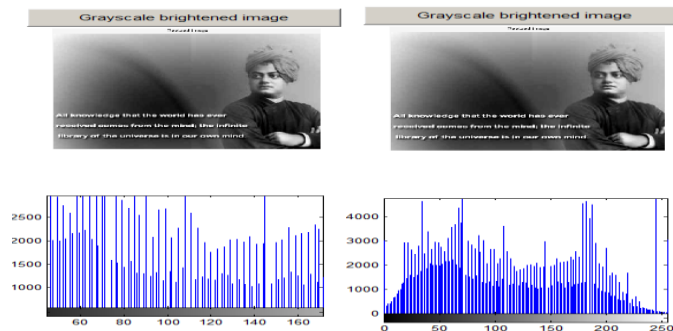 Grayscale brightened image
All knowledge that the world has ever
received comes from the mind; the infinite
library of the universe is in our own mind
2500
2000
1500
1000
60
80
100
120
140
160
Grayscale brightened image
All knowledge that the world has ever
received comes from the mind; the infinite
library of the universe is in our own mind
4000
3000
2000
1000
0
0
50
100
150
200
250